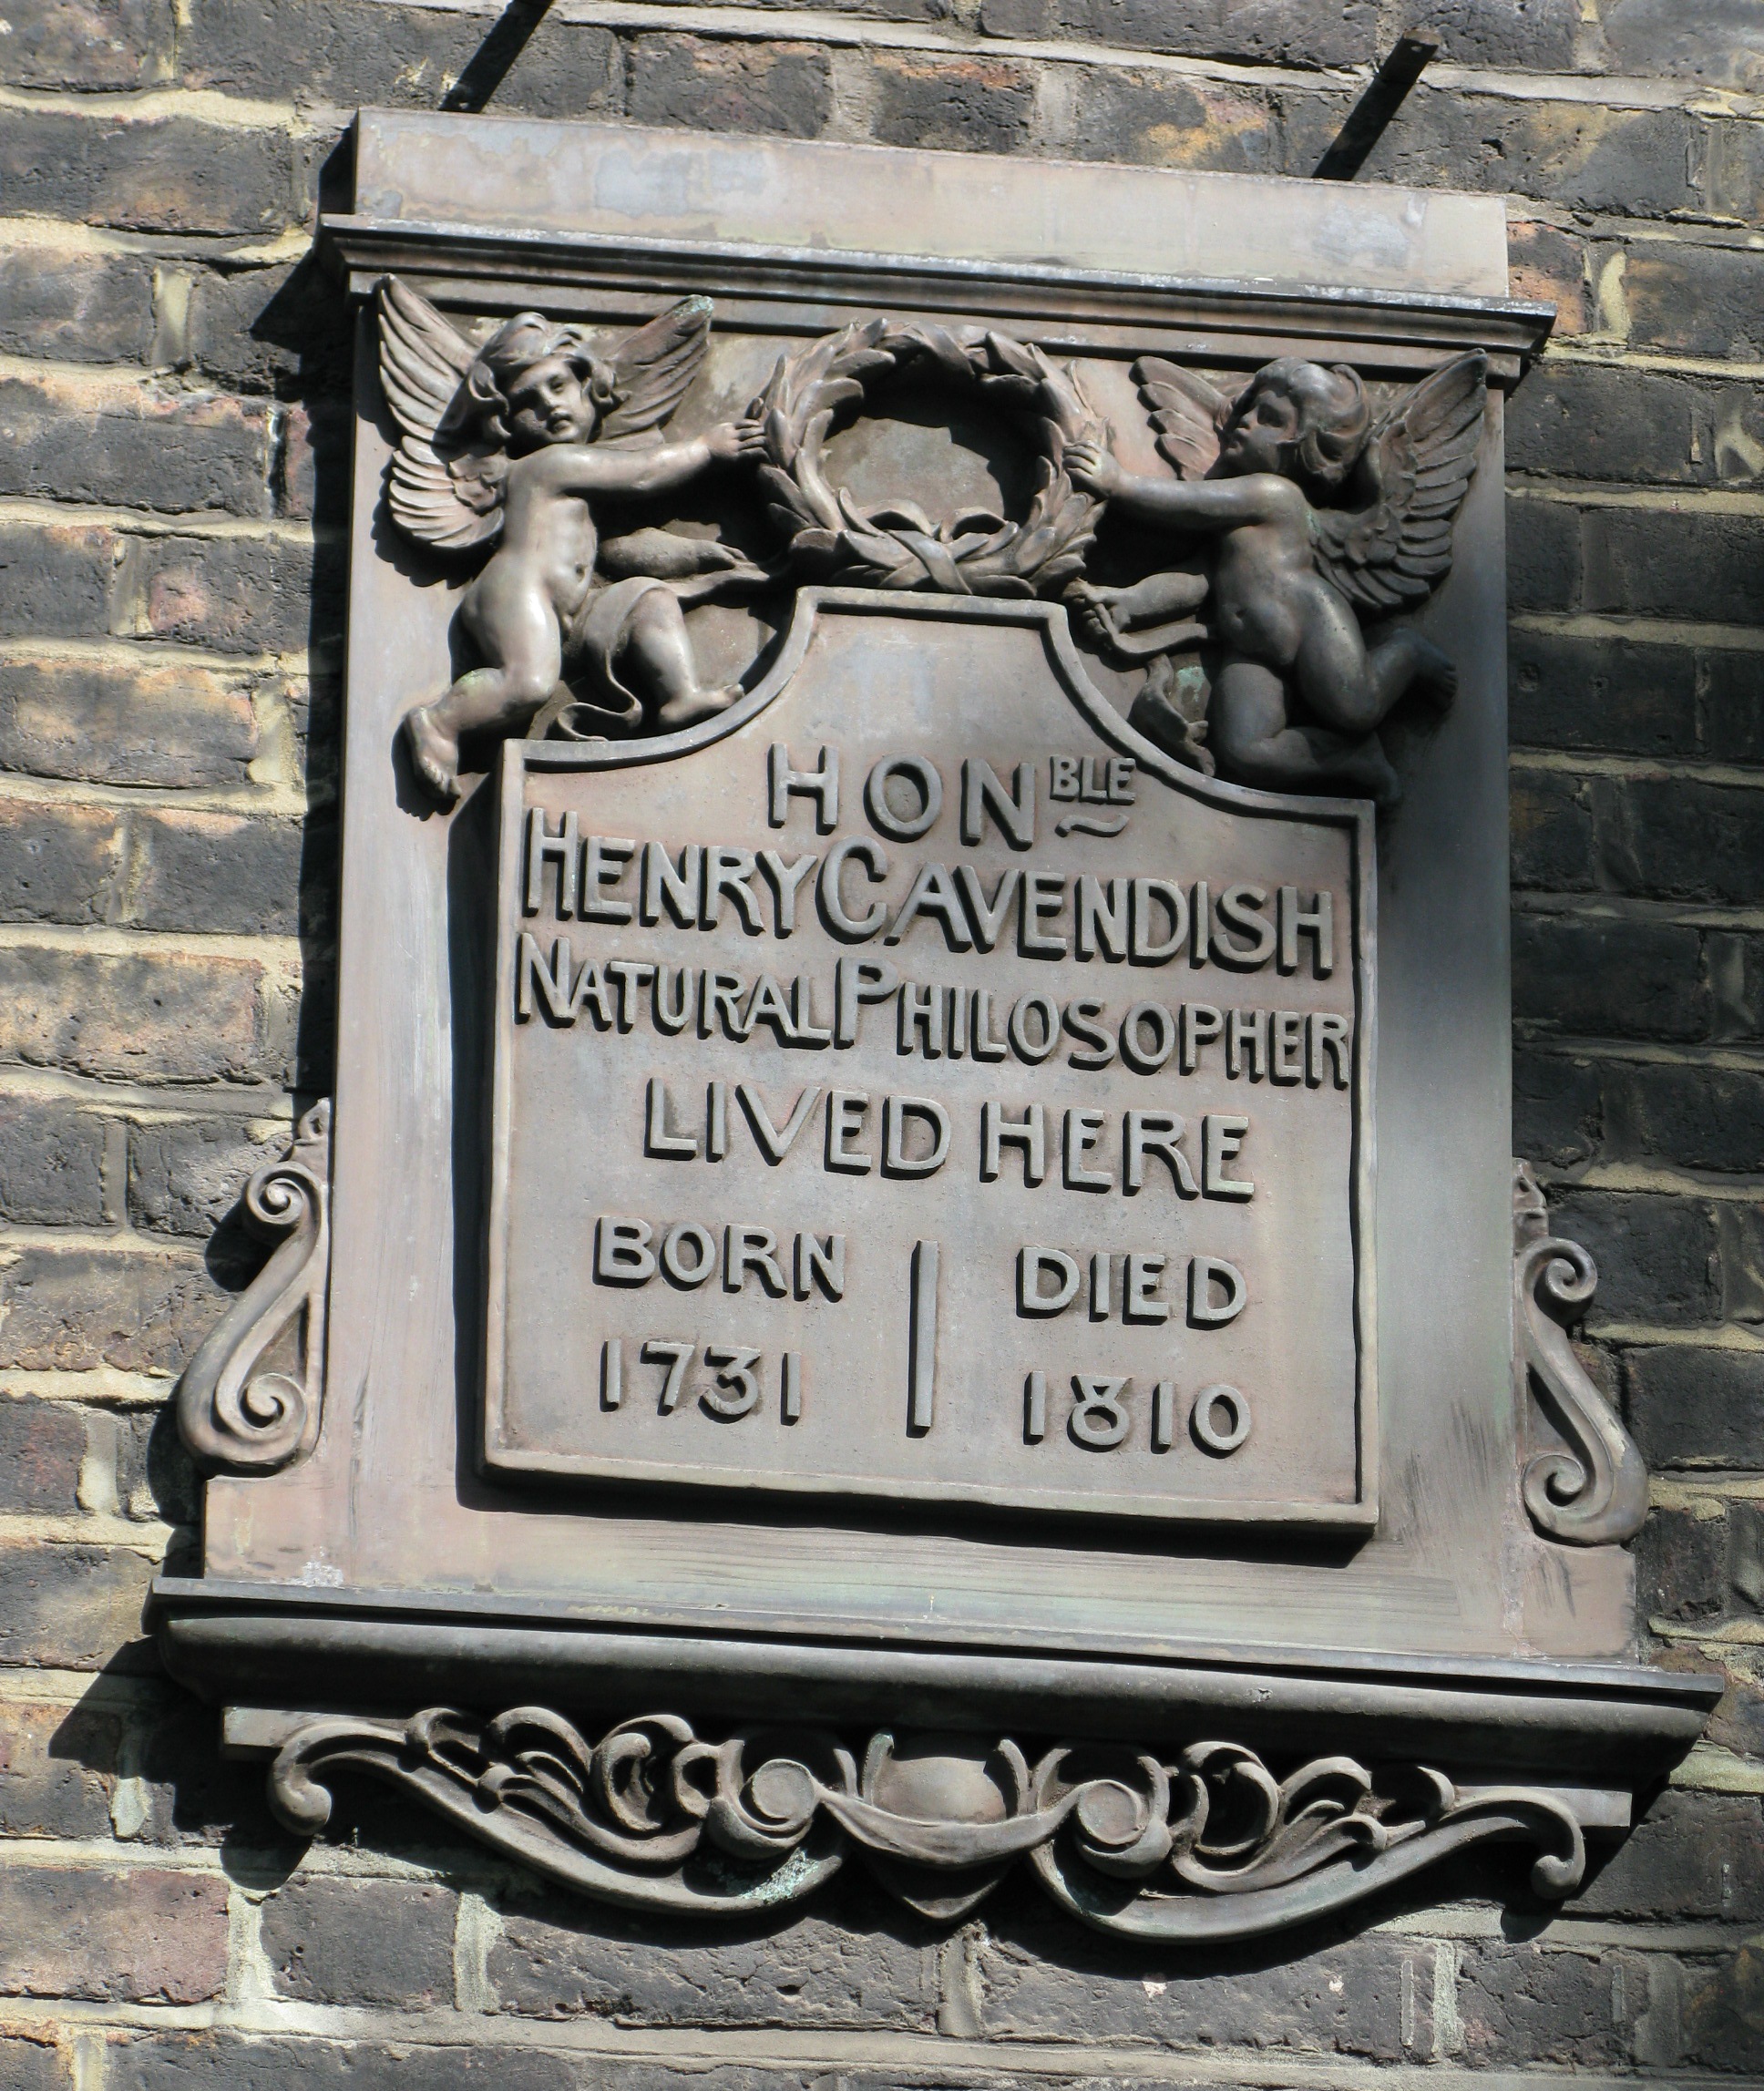 HONBLE
HENRY CAVENDISH
NATURAL PHILOSOPHER
LIVED HERE
BORN | DIED
1731 | 1810